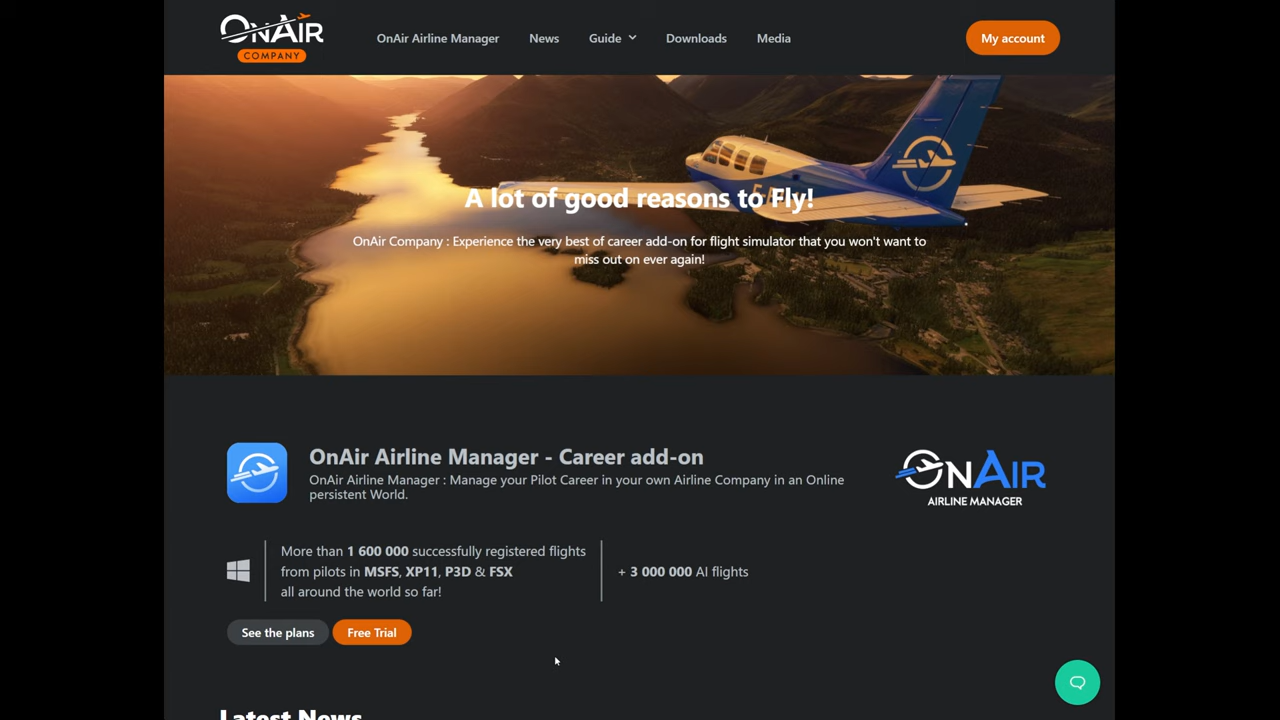 ONAIR
COMPANY
OnAir Airline Manager
News
Guide
Downloads
Media
My account
A lot of good reasons to Fly!
OnAir Company : Experience the very best of career add-on for flight simulator that you won't want to
miss out on ever again!
OnAir Airline Manager - Career add-on
OnAir Airline Manager : Manage your Pilot Career in your own Airline Company in an Online
persistent World.
ONAIR
AIRLINE MANAGER
More than 1 600 000 successfully registered flights
from pilots in MSFS, XP11, P3D & FSX
all around the world so far!
+ 3 000 000 AI flights
See the plans
Free Trial
Latest News